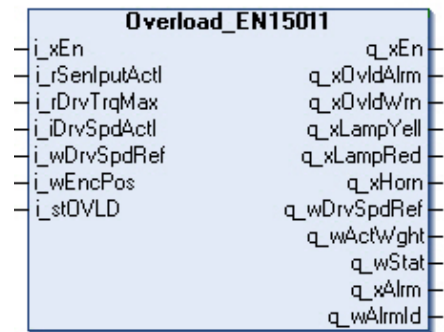 Overload_EN15011
i_xEn q_xEn
i_rSenIputActl q_xOvldAlrm
i_rDrvTrqMax q_xOvldWrn
i_iDrvSpdActl q_xLampYell
i_wDrvSpdRef q_xLampRed
i_wEncPos q_xHorn
i_stOVLD q_wDrvSpdRef
q_wActWght
q_wStat
q_xAlrm
q_wAlrmId